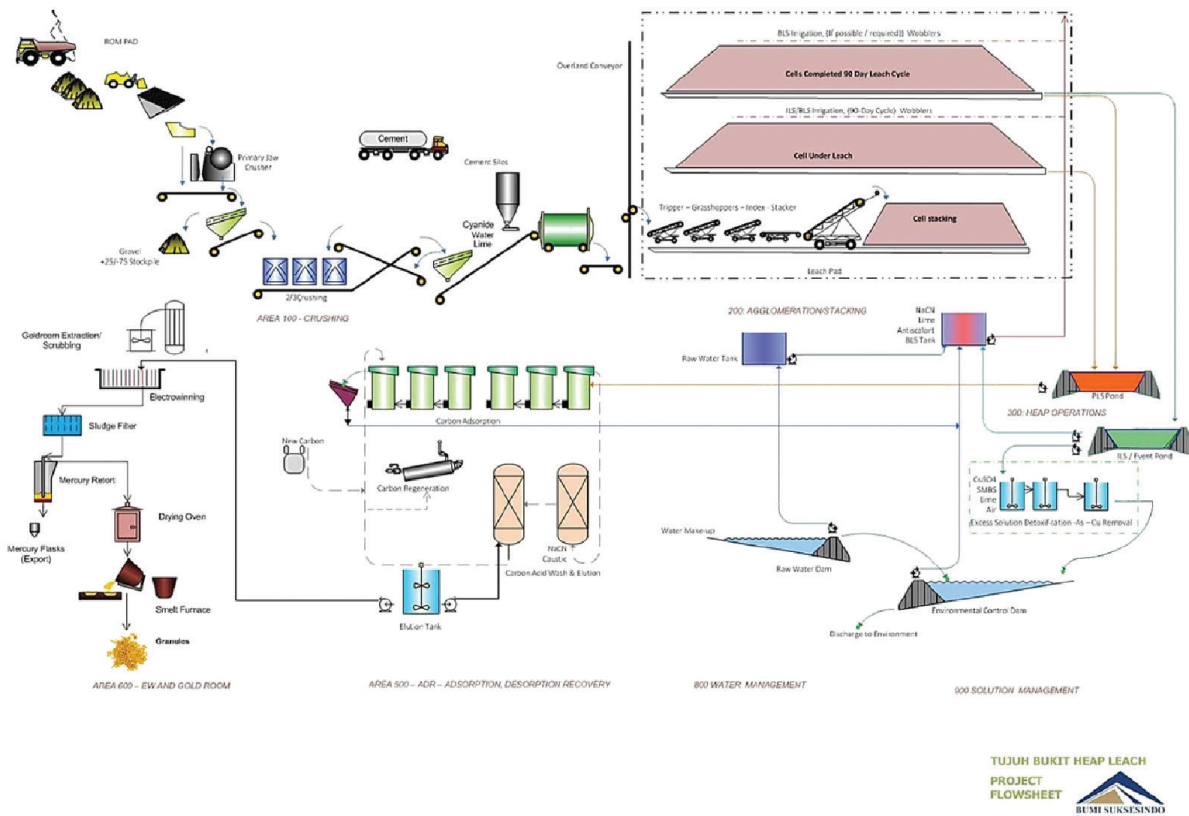 ROM PAD
Primary Jaw
Crusher
Gravel
+25/-75 Stockpile
2/3Crushing
AREA 100 - CRUSHING
Cement
Cement Silos
Cyanide
Water
Lime
Overland Conveyor
BLS Irrigation, (If possible / required)) Wobblers
Cells Completed 90 Day Leach Cycle
ILS/BLS Irrigation, (90-Day Cycle) Wobblers
Cell Under Leach
Tripper – Grasshoppers – Index - Stacker
Cell stacking
Leach Pad
200: AGGLOMERATION/STACKING
Goldroom Extraction/
Scrubbing
Electrowinning
Sludge Filter
Mercury Retort
Drying Oven
Mercury Flasks
(Export)
Smelt Furnace
Granules
AREA 600 – EW AND GOLD ROOM
Carbon Adsorption
New Carbon
Carbon Regeneration
NaCN
Caustic
Carbon Acid Wash & Elution
Elution Tank
AREA 500 – ADR – ADSORPTION, DESORPTION RECOVERY
Raw Water Tank
NaCN
Lime
Antiscalant
BLS Tank
PLS Pond
300: HEAP OPERATIONS
ILS / Event Pond
CuSO4
SMBS
Lime
Air
Excess Solution Detoxification -As – Cu Removal
Water Make-up
Raw Water Dam
Environmental Control Dam
Discharge to Environment
800 WATER MANAGEMENT
900 SOLUTION MANAGEMENT
TUJUH BUKIT HEAP LEACH
PROJECT
FLOWSHEET
BUMI SUKSESINDO